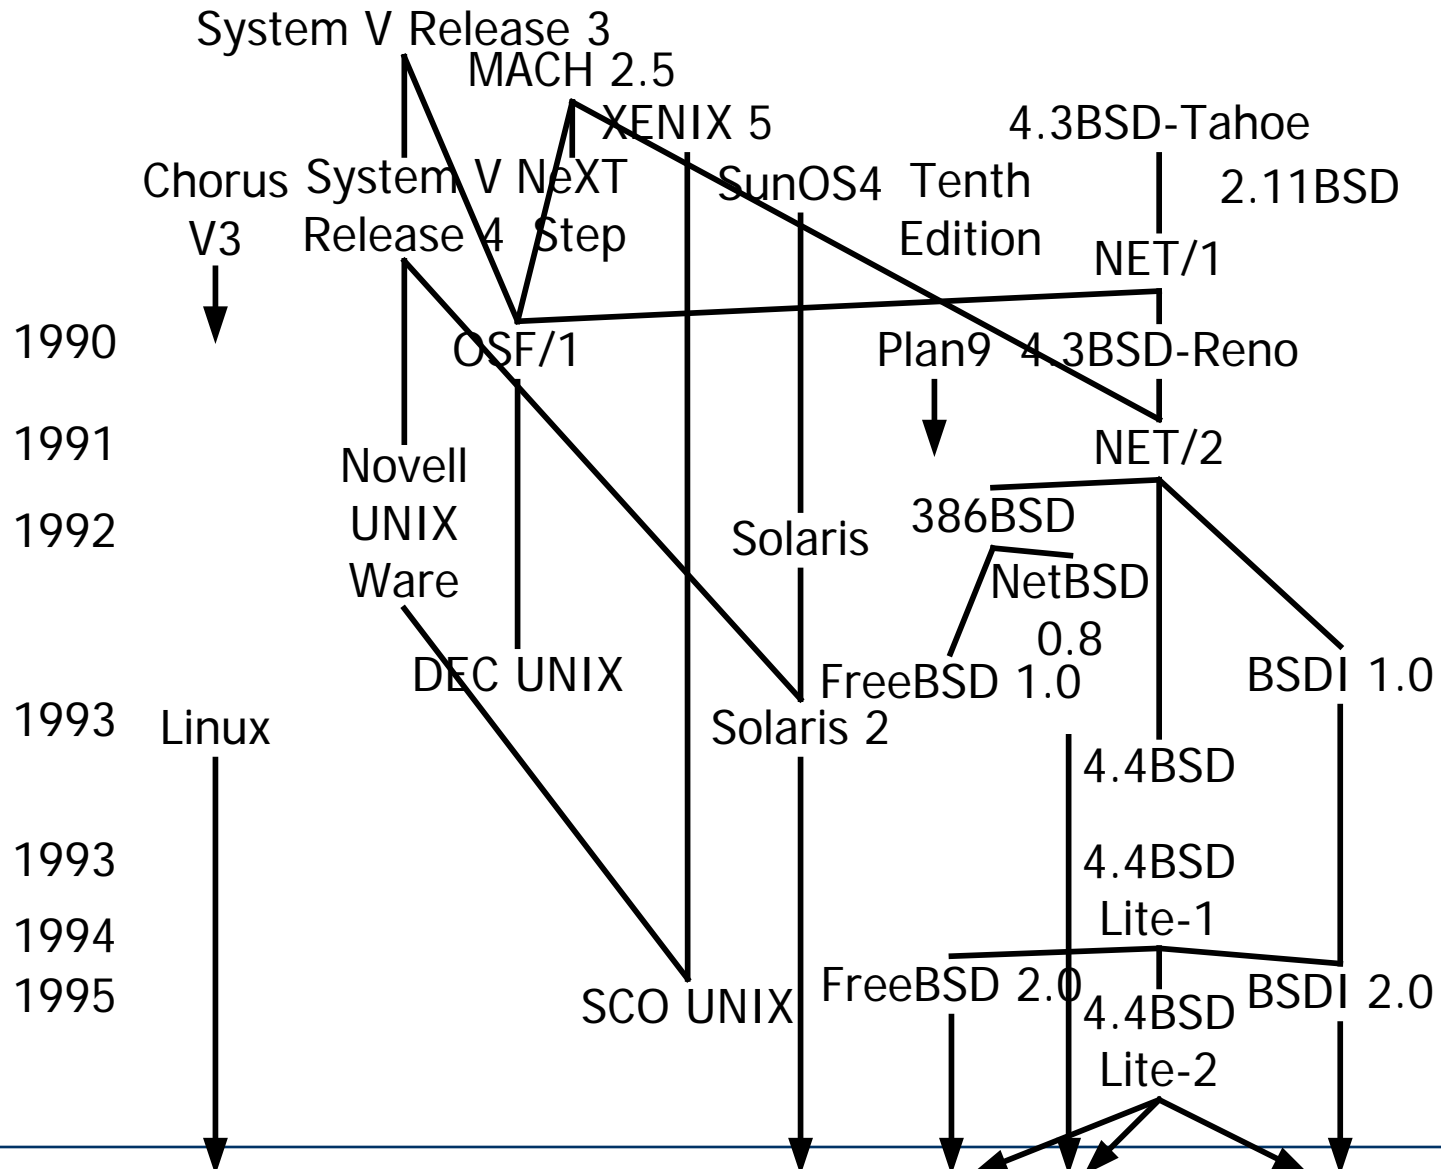 System V Release 3
MACH 2.5
XENIX 5
4.3BSD-Tahoe
Chorus
V3
System V
Release 4
NeXT
Step
SunOS4
Tenth
Edition
2.11BSD
NET/1
1990
OSF/1
Plan9
4.3BSD-Reno
1991
Novell
UNIX
Ware
NET/2
1992
Solaris
386BSD
NetBSD
0.8
DEC UNIX
FreeBSD 1.0
BSDI 1.0
1993
Linux
Solaris 2
4.4BSD
1993
4.4BSD
Lite-1
1994
1995
SCO UNIX
FreeBSD 2.0
4.4BSD
Lite-2
BSDI 2.0